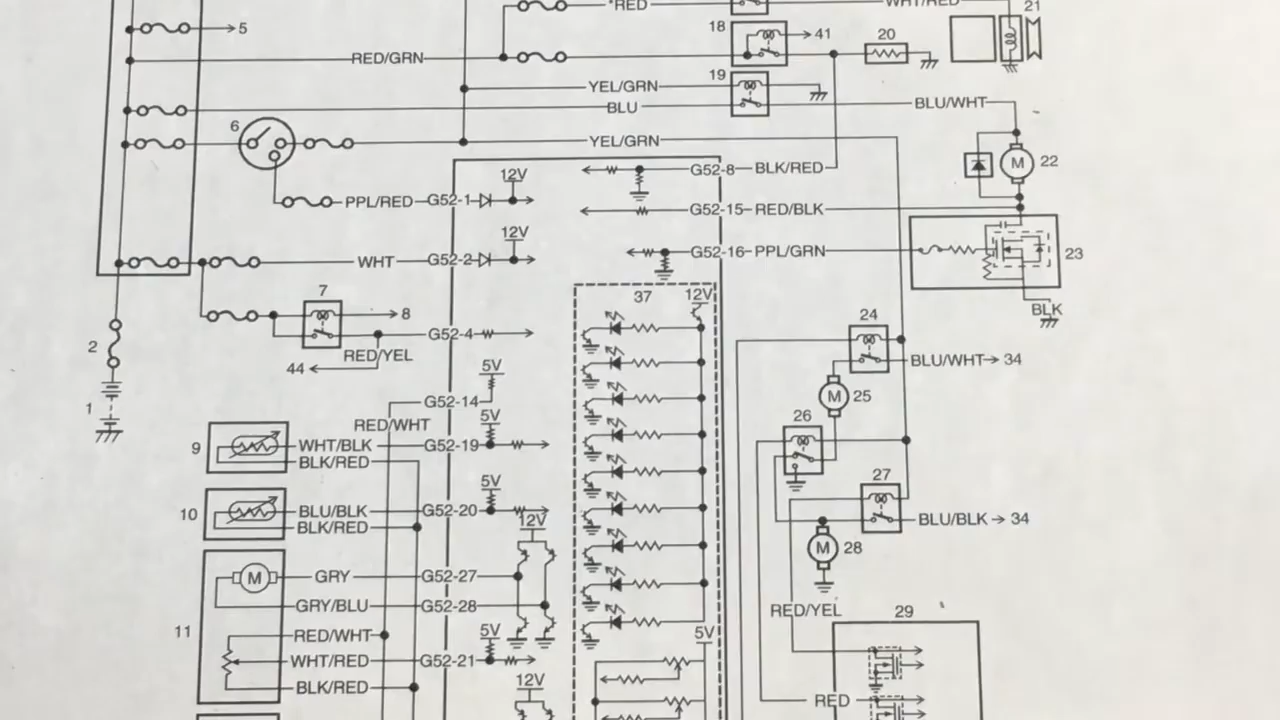 *RED
WHT/RED
21
5
18
41
20
RED/GRN
19
YEL/GRN
BLU
BLU/WHT
6
YEL/GRN
M
22
G52-8
BLK/RED
12V
PPL/RED
G52-1
G52-15
RED/BLK
12V
G52-16
PPL/GRN
23
WHT
G52-2
7
37
12V
8
BLK
24
2
G52-4
RED/YEL
BLU/WHT
34
44
5V
M
25
1
G52-14
RED/WHT
5V
26
9
WHT/BLK
G52-19
BLK/RED
27
5V
10
BLU/BLK
G52-20
BLU/BLK
34
BLK/RED
12V
M
28
M
GRY
G52-27
GRY/BLU
G52-28
RED/YEL
29
11
RED/WHT
5V
5V
WHT/RED
G52-21
BLK/RED
12V
RED